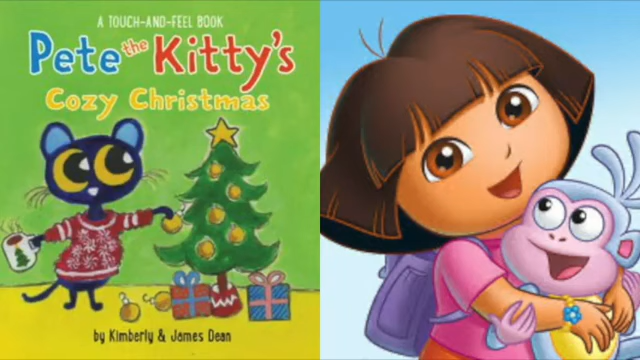 A TOUCH-AND-FEEL BOOK
Pete the Kitty's
Cozy Christmas
by Kimberly & James Dean